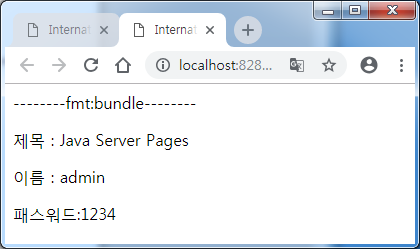 Internat
Internat
localhost:828...
--------fmt:bundle--------
제목 : Java Server Pages
이름 : admin
패스워드:1234